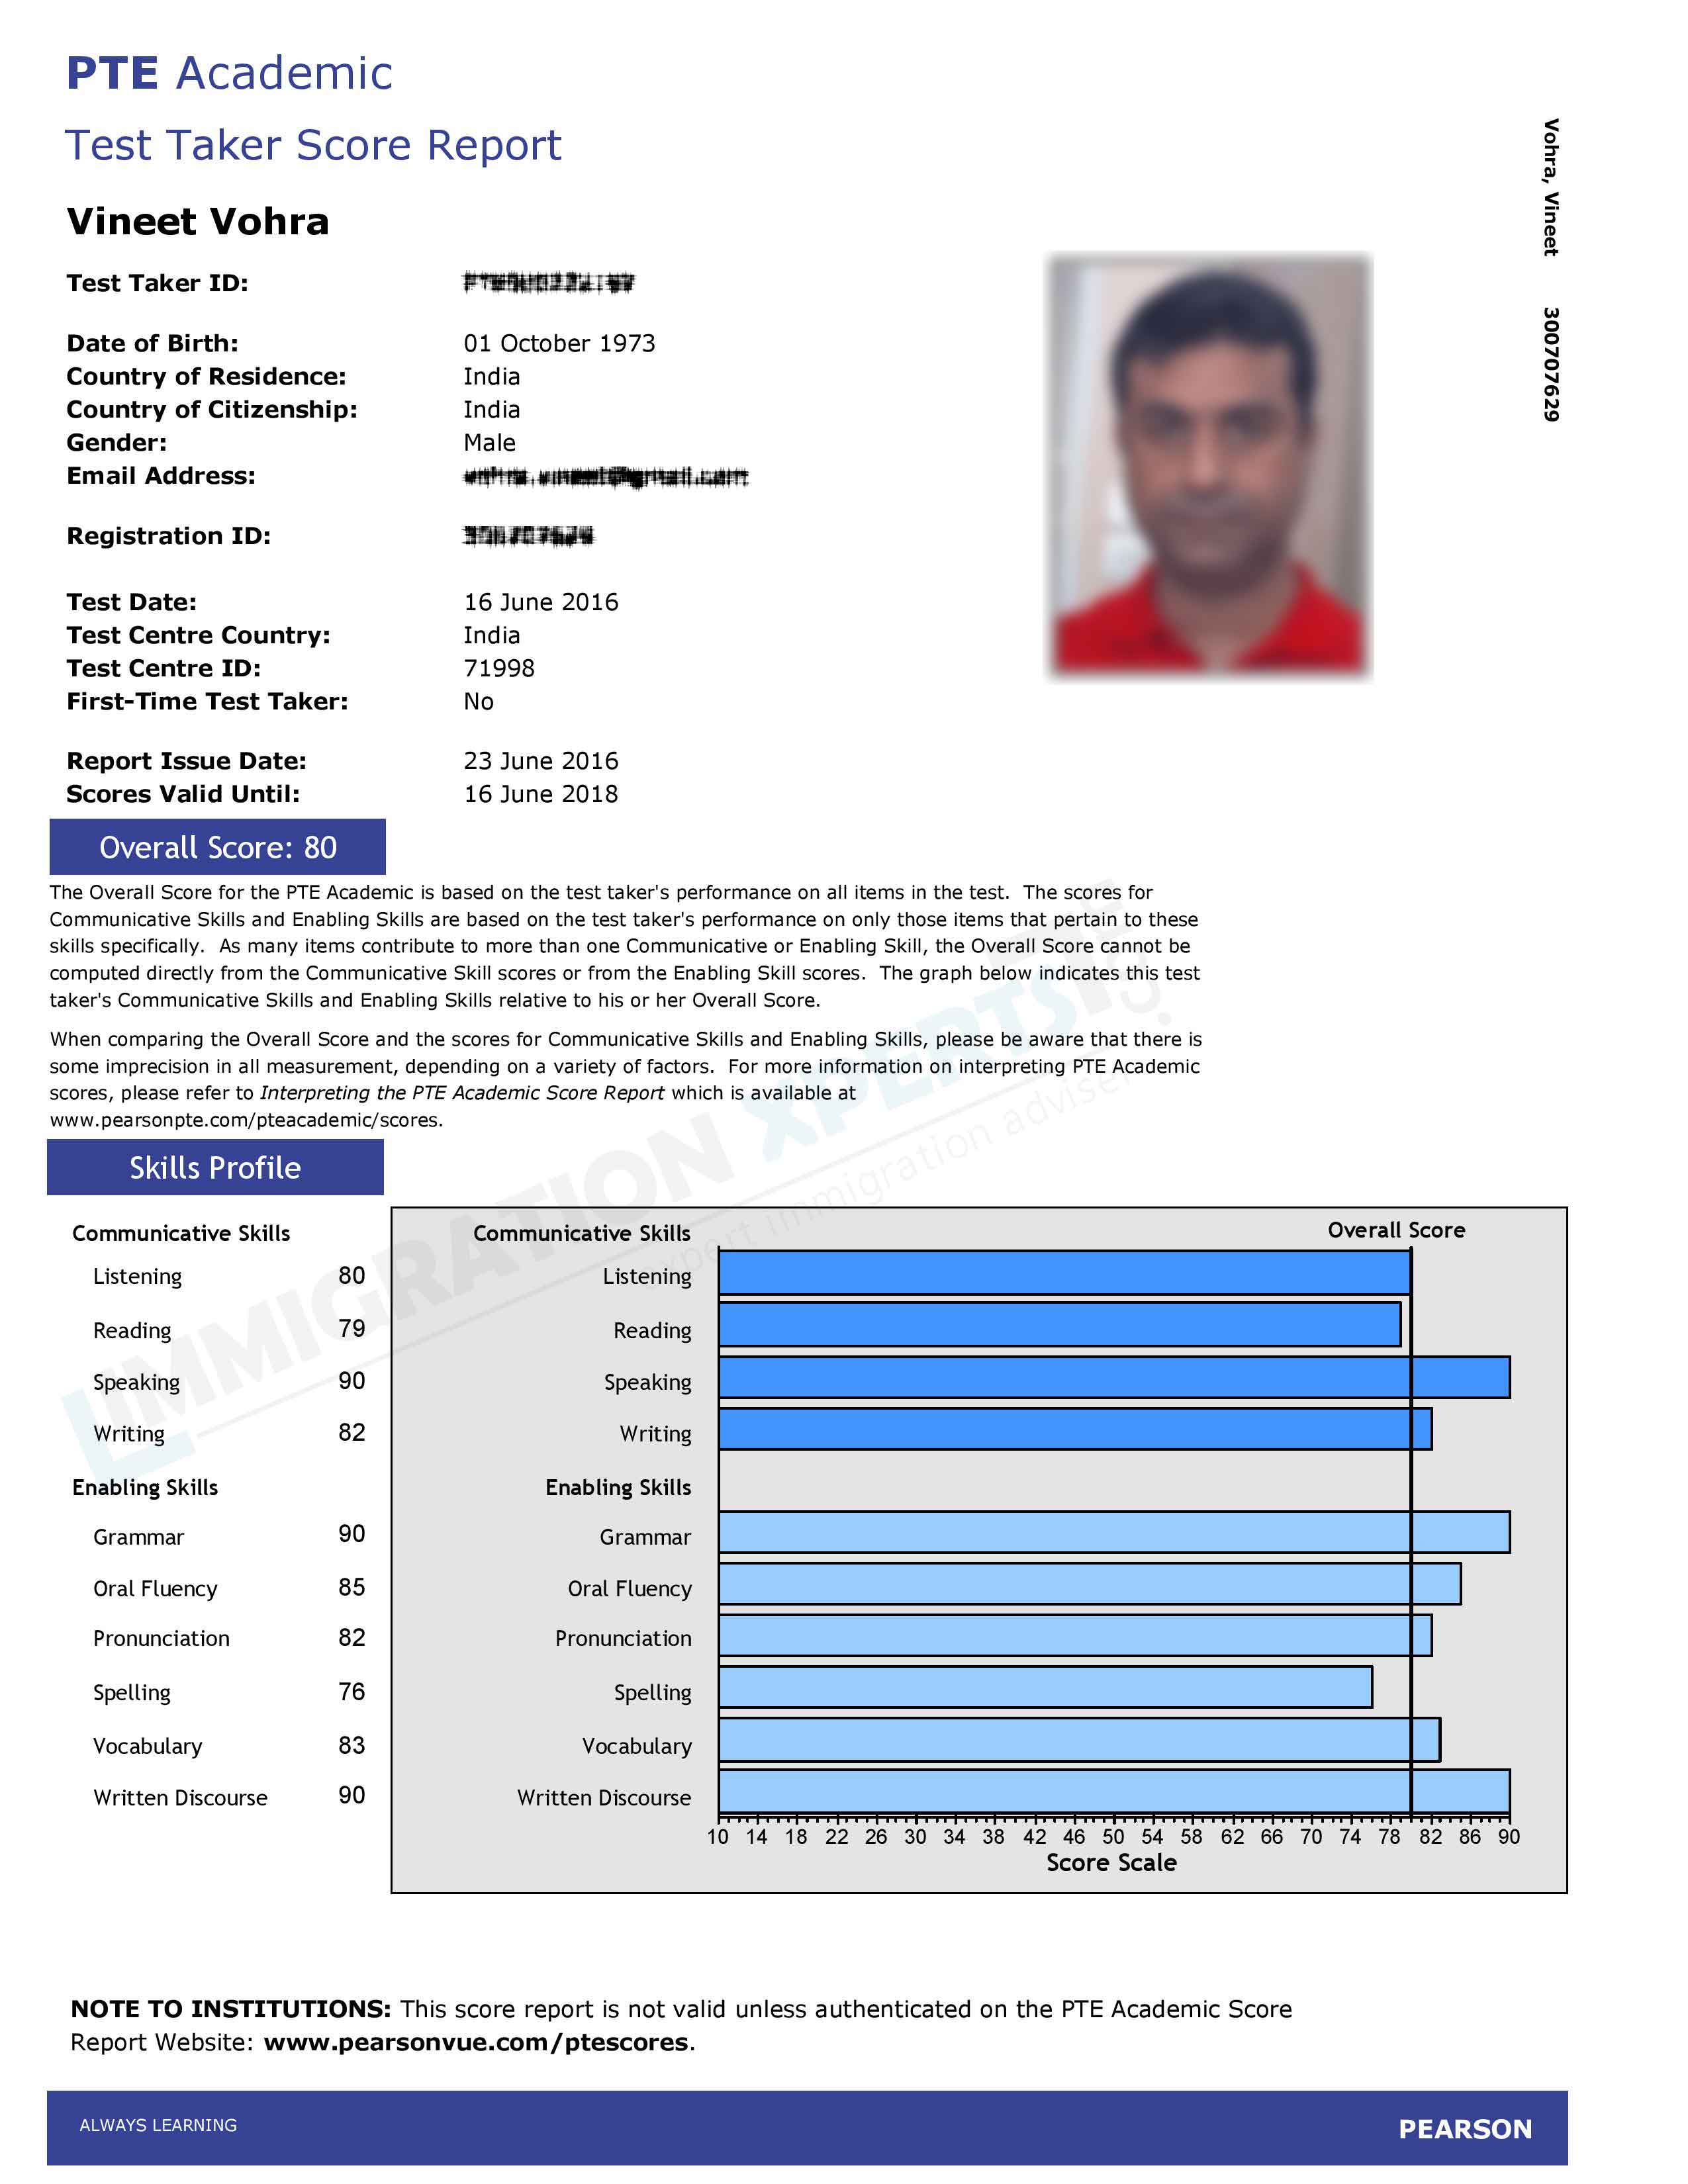 PTE Academic
Test Taker Score Report
Vineet Vohra
Vohra, Vineet 300707629
Test Taker ID:
Date of Birth: 01 October 1973
Country of Residence: India
Country of Citizenship: India
Gender: Male
Email Address:
Registration ID:
Test Date: 16 June 2016
Test Centre Country: India
Test Centre ID: 71998
First-Time Test Taker: No
Report Issue Date: 23 June 2016
Scores Valid Until: 16 June 2018
Overall Score: 80
The Overall Score for the PTE Academic is based on the test taker's performance on all items in the test. The scores for
Communicative Skills and Enabling Skills are based on the test taker's performance on only those items that pertain to these
skills specifically. As many items contribute to more than one Communicative or Enabling Skill, the Overall Score cannot be
computed directly from the Communicative Skill scores or from the Enabling Skill scores. The graph below indicates this test
taker's Communicative Skills and Enabling Skills relative to his or her Overall Score.
When comparing the Overall Score and the scores for Communicative Skills and Enabling Skills, please be aware that there is
some imprecision in all measurement, depending on a variety of factors. For more information on interpreting PTE Academic
scores, please refer to Interpreting the PTE Academic Score Report which is available at
www.pearsonpte.com/pteacademic/scores.
IMMIGRATION XPERTS
expert immigration adviser
Skills Profile
Communicative Skills
Listening 80
Reading 79
Speaking 90
Writing 82
Enabling Skills
Grammar 90
Oral Fluency 85
Pronunciation 82
Spelling 76
Vocabulary 83
Written Discourse 90
Communicative Skills
Overall Score
Listening
Reading
Speaking
Writing
Enabling Skills
Grammar
Oral Fluency
Pronunciation
Spelling
Vocabulary
Written Discourse
10 14 18 22 26 30 34 38 42 46 50 54 58 62 66 70 74 78 82 86 90
Score Scale
NOTE TO INSTITUTIONS: This score report is not valid unless authenticated on the PTE Academic Score
Report Website: www.pearsonvue.com/ptescores.
ALWAYS LEARNING
PEARSON